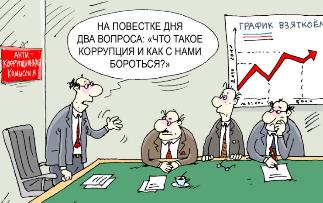 НА ПОВЕСТКЕ ДНЯ
ДВА ВОПРОСА: «ЧТО ТАКОЕ
КОРРУПЦИЯ И КАК С НАМИ
БОРОТЬСЯ?»
ГРАФИК ВЗЯТКОЁМ
АНТИ-
КОРРУПЦИОННАЯ
КОМИССИЯ